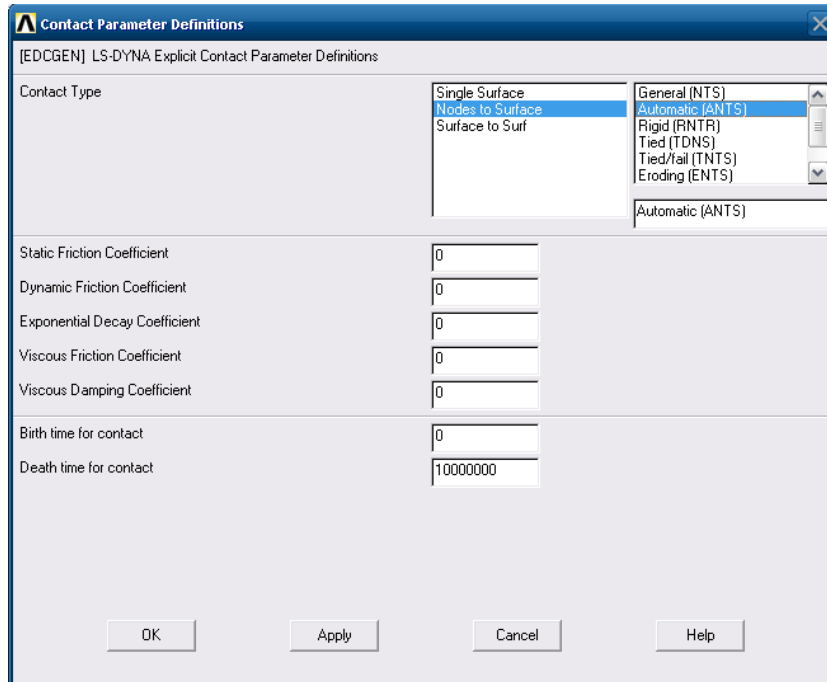 Contact Parameter Definitions
[EDCGEN] LS-DYNA Explicit Contact Parameter Definitions
Contact Type
Single Surface
Nodes to Surface
Surface to Surf
General (NTS)
Automatic (ANTS)
Rigid (RNTR)
Tied (TDNS)
Tied/fail (TNTS)
Eroding (ENTS)
Automatic (ANTS)
Static Friction Coefficient 0
Dynamic Friction Coefficient 0
Exponential Decay Coefficient 0
Viscous Friction Coefficient 0
Viscous Damping Coefficient 0
Birth time for contact 0
Death time for contact 10000000
OK Apply Cancel Help